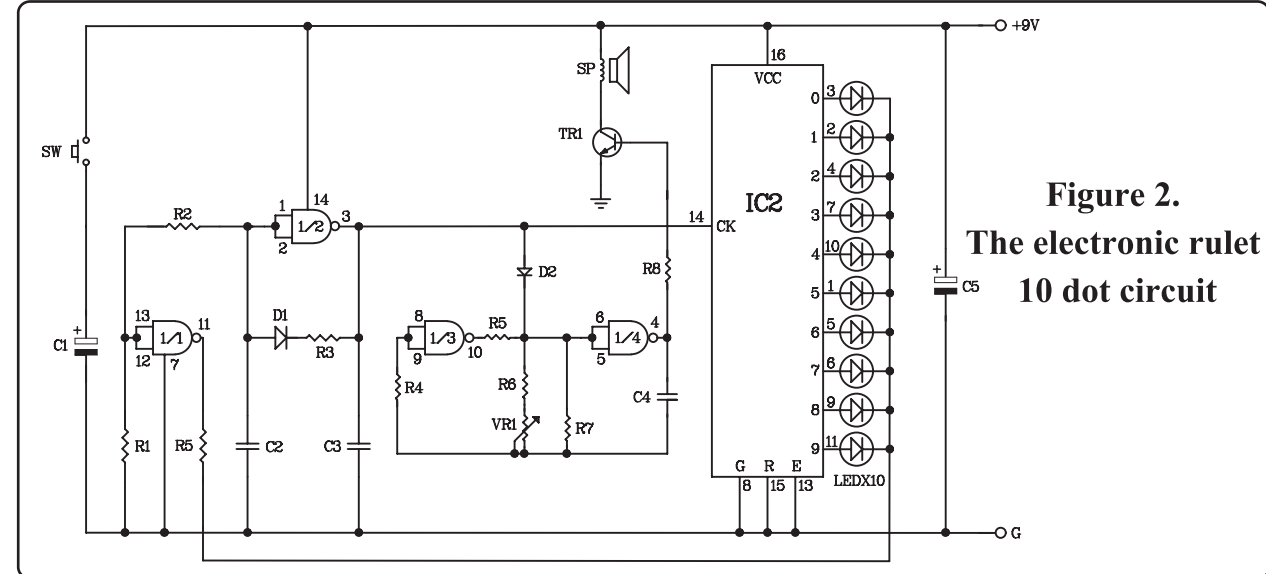 +9V
SP
16
VCC
0 3
TR1
1 2
SW
2 4
Figure 2.
1 14
R2
IC2
3 7
1/2 3
14 CK
The electronic rulet
2
4 10
R8
D2
10 dot circuit
5 1
+ C5
13 11
D1
8
6
1/1
1/3 R5
1/4 4
6 5
+ C1
12 7
R3
9 10
5
7 6
R4
R6
C4
8 9
VR1
R7
R1
R5
C2
C3
9 11
G R E
8 15 13
LEDX10
G